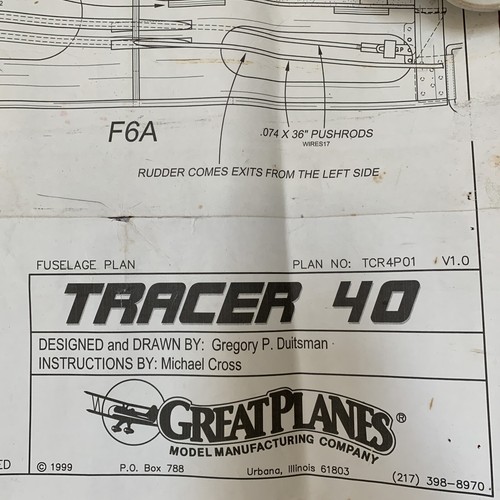 F6A
.074 X 36" PUSHRODS
WIRES17
RUDDER COMES EXITS FROM THE LEFT SIDE
FUSELAGE PLAN PLAN NO: TCR4P01 V1.0
TRACER 40
DESIGNED and DRAWN BY: Gregory P. Duitsman
INSTRUCTIONS BY: Michael Cross
GREAT PLANES®
MODEL MANUFACTURING COMPANY
ED © 1999 P.O. Box 788 Urbana, Illinois 61803 (217) 398-8970